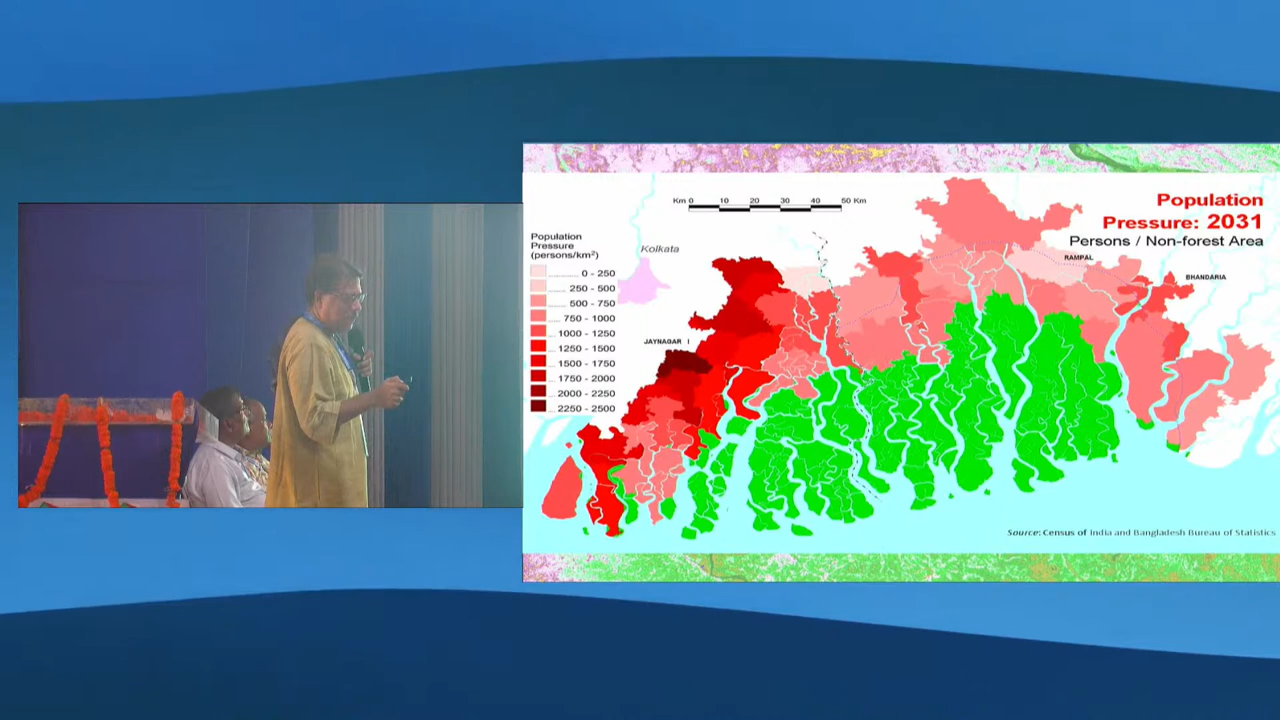 Population
Pressure: 2031
Persons / Non-forest Area
Km 0 10 20 30 40 50 Km
Population
Pressure
(persons/km²)
Kolkata
0 - 250
250 - 500
500 - 750
750 - 1000
1000 - 1250
1250 - 1500
1500 - 1750
1750 - 2000
2000 - 2250
2250 - 2500
RAMPAL
BHANDARIA
JAYNAGAR I
Source: Census of India and Bangladesh Bureau of Statistics